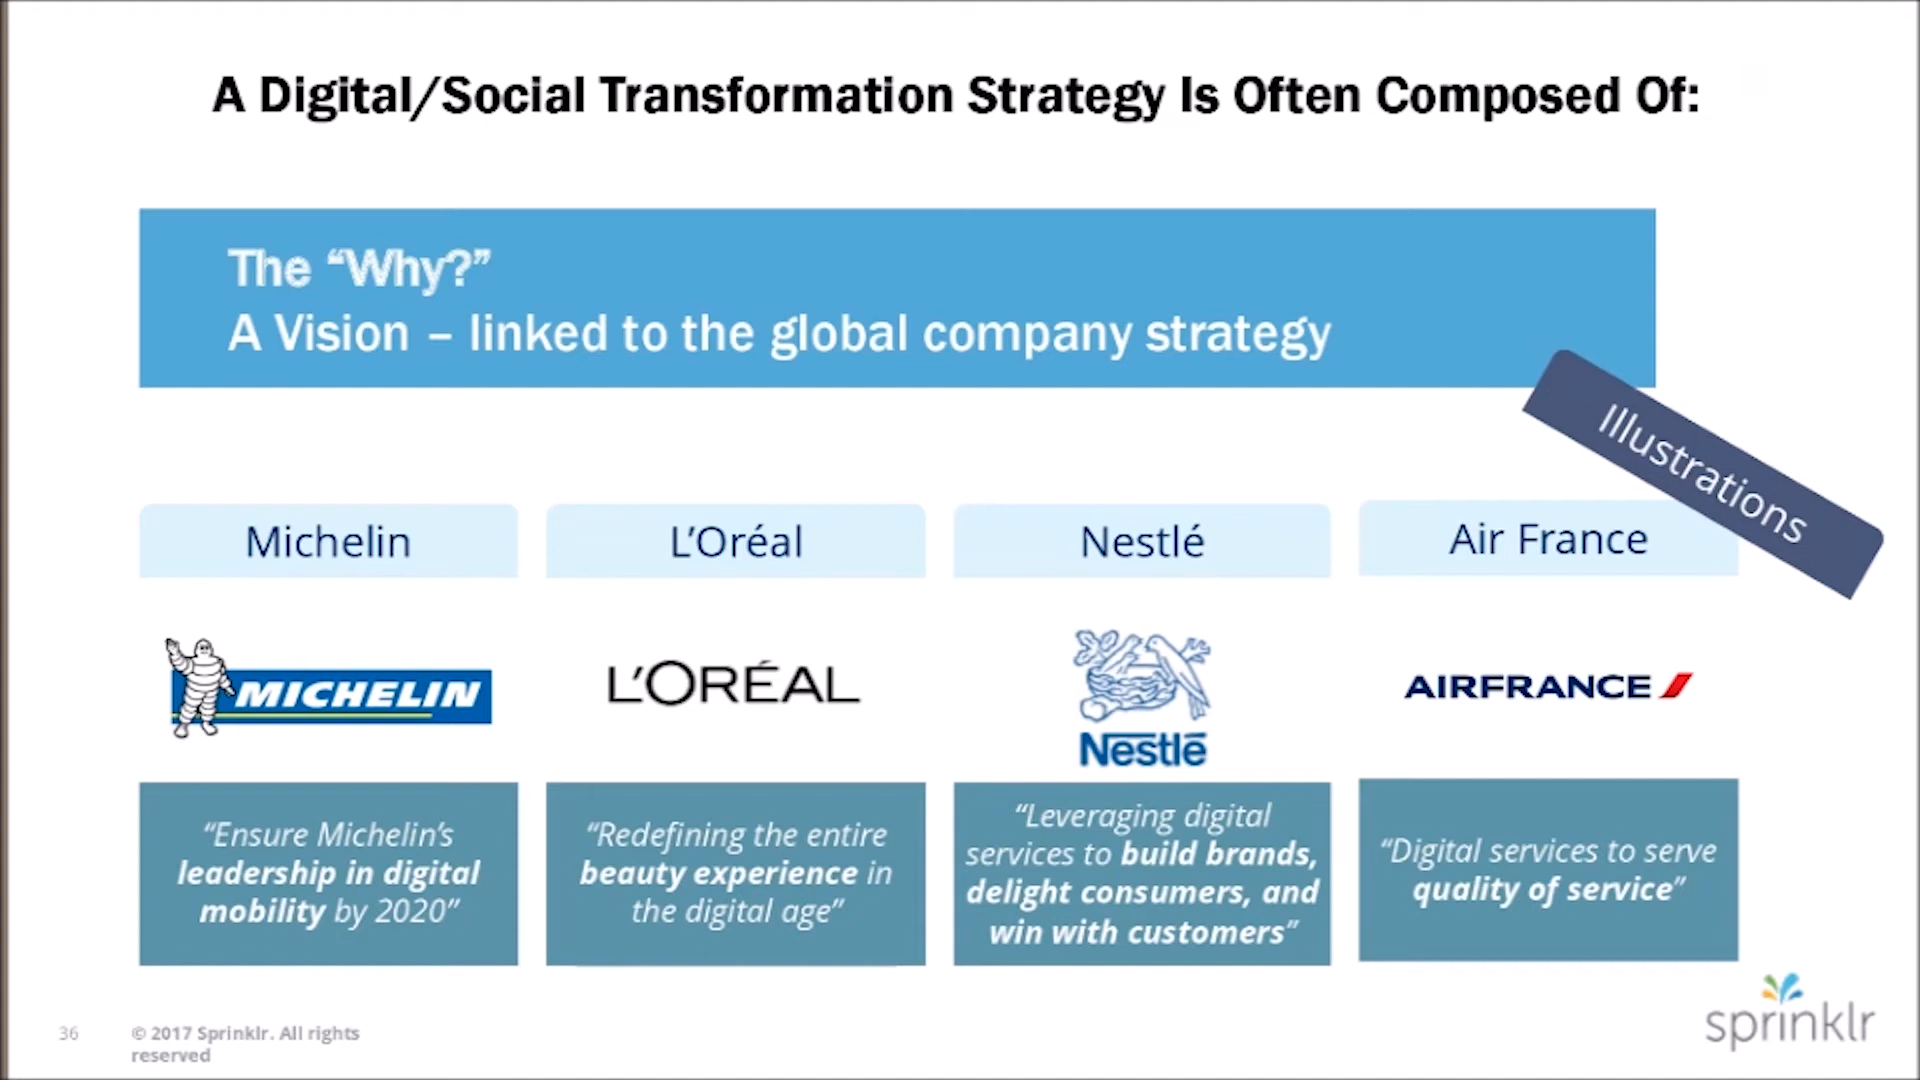 A Digital/Social Transformation Strategy Is Often Composed Of:
The “Why?”
A Vision – linked to the global company strategy
Illustrations
Michelin
L’Oréal
Nestlé
Air France
MICHELIN
L’ORÉAL
Nestlé
AIRFRANCE
“Ensure Michelin’s
leadership in digital
mobility by 2020”
“Redefining the entire
beauty experience in
the digital age”
“Leveraging digital
services to build brands,
delight consumers, and
win with customers”
“Digital services to serve
quality of service”
36
© 2017 Sprinklr. All rights
reserved
sprinklr